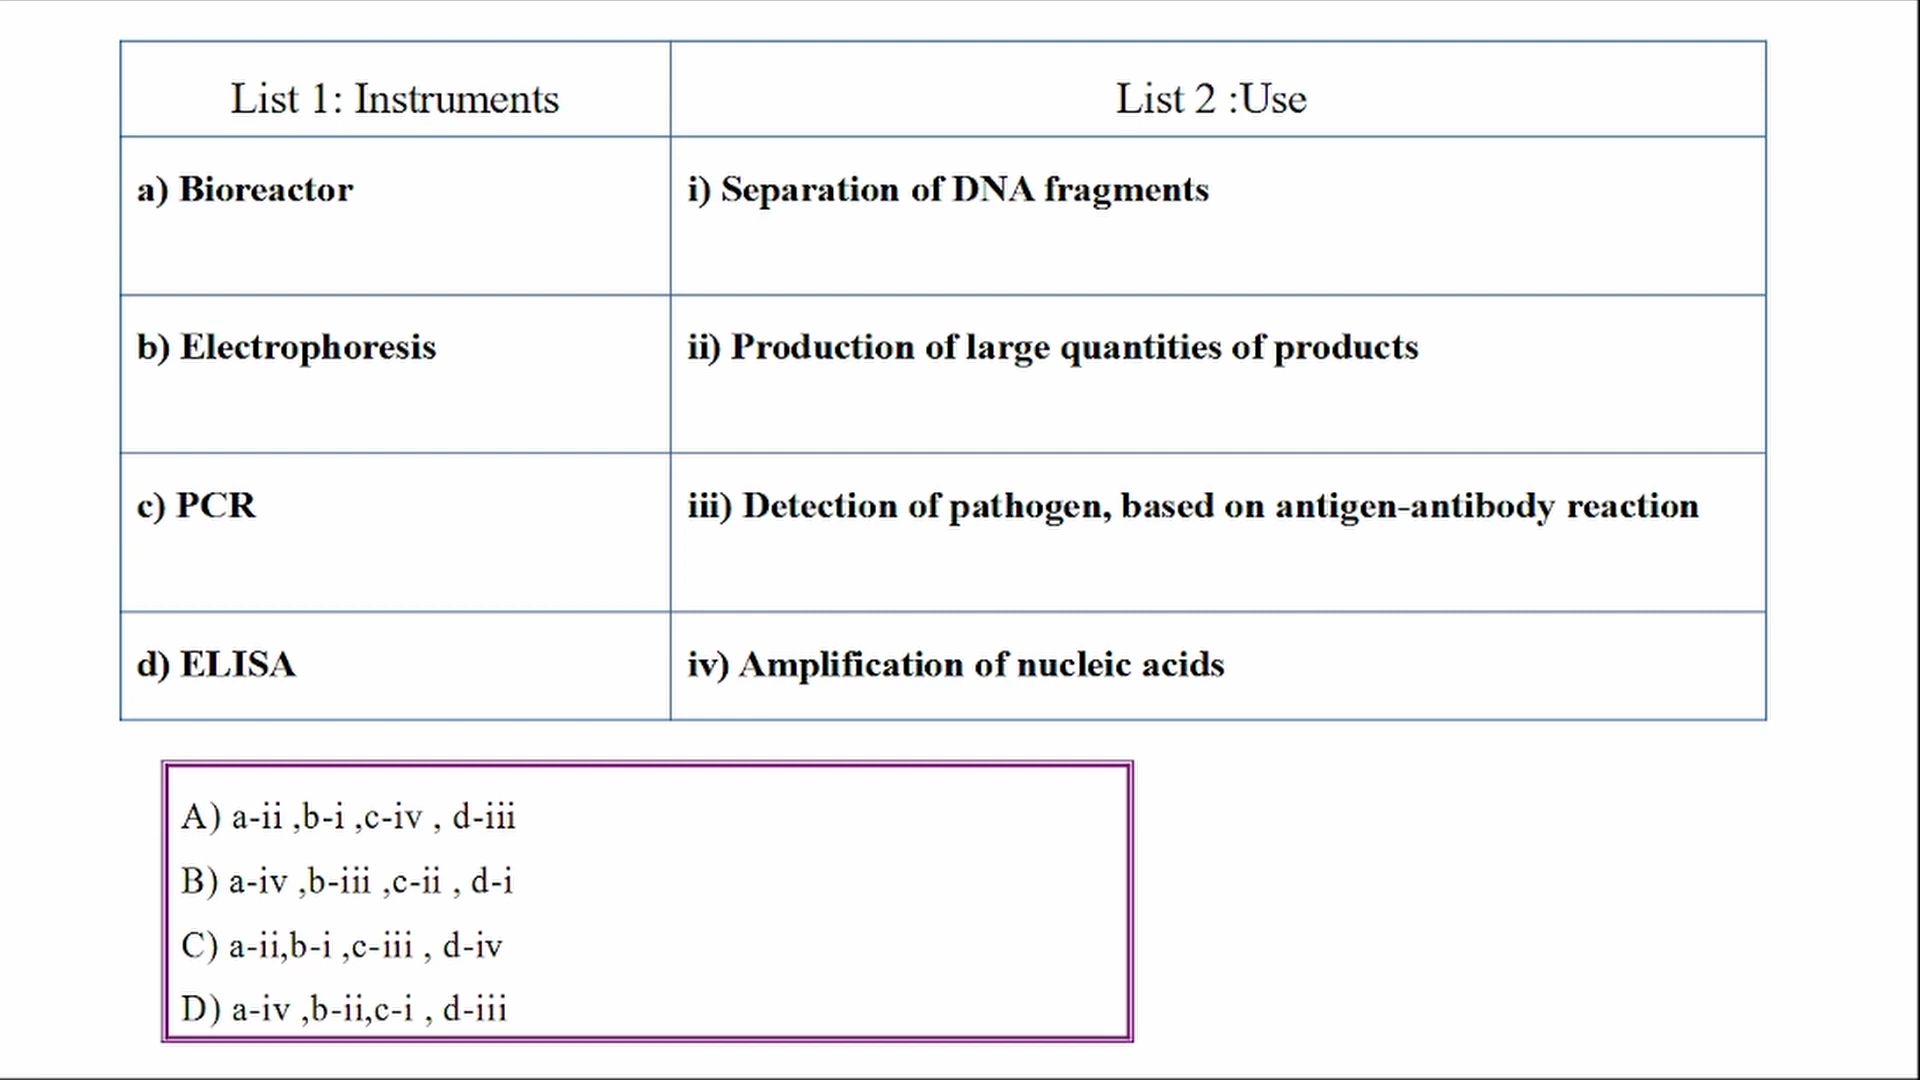 List 1: Instruments
List 2 :Use
a) Bioreactor
i) Separation of DNA fragments
b) Electrophoresis
ii) Production of large quantities of products
c) PCR
iii) Detection of pathogen, based on antigen-antibody reaction
d) ELISA
iv) Amplification of nucleic acids
A) a-ii ,b-i ,c-iv , d-iii
B) a-iv ,b-iii ,c-ii , d-i
C) a-ii,b-i ,c-iii , d-iv
D) a-iv ,b-ii,c-i , d-iii